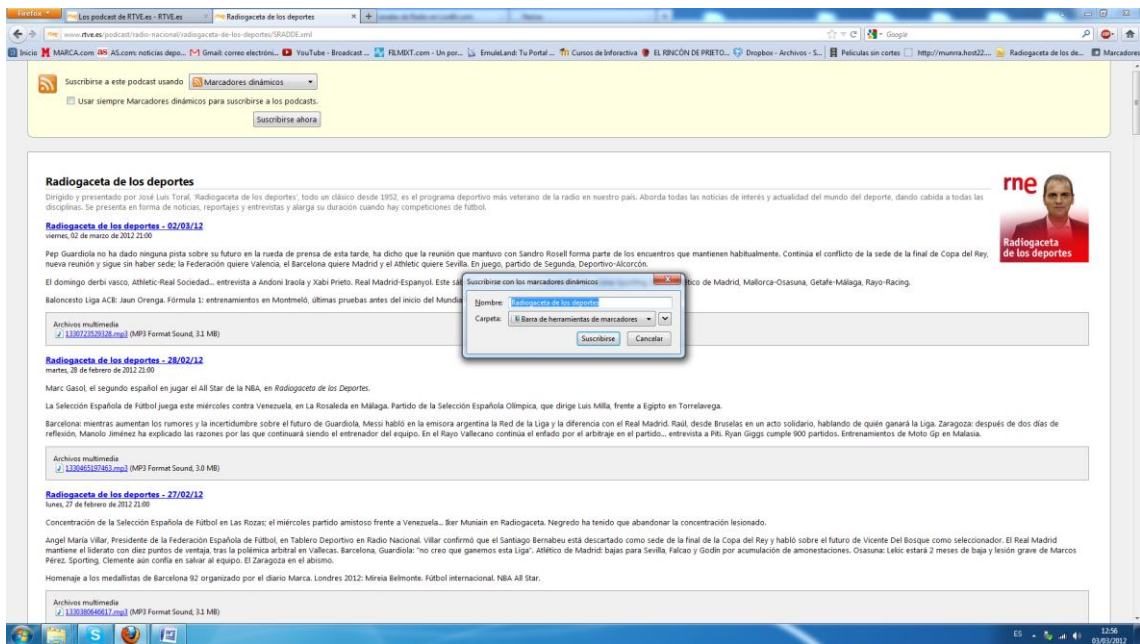 Firefox
Los podcast de RTVE.es - RTVE.es
Radiogaceta de los deportes
www.rtve.es/podcast/radio-nacional/radiogaceta-de-los-deportes/SRADDE.xml
Google
Inicio
MARCA.com
AS.com: noticias depo...
Gmail: correo electróni...
YouTube - Broadcast ...
FILMIXT.com - Un por...
EmuleLand: Tu Portal ...
Cursos de Inforactiva
EL RINCÓN DE PRIETO...
Dropbox - Archivos - S...
Peliculas sin cortes
http://munrra.host22....
Radiogaceta de los de...
Marcadores
Suscribirse a este podcast usando Marcadores dinámicos
Usar siempre Marcadores dinámicos para suscribirse a los podcasts.
Suscribirse ahora
Radiogaceta de los deportes
Dirigido y presentado por José Luis Toral, 'Radiogaceta de los deportes', todo un clásico desde 1952, es el programa deportivo más veterano de la radio en nuestro país. Aborda todas las noticias de interés y actualidad del mundo del deporte, dando cabida a todas las
disciplinas. Se presenta en forma de noticias, reportajes y entrevistas y alarga su duración cuando hay competiciones de fútbol.
rne
Radiogaceta
de los deportes
Radiogaceta de los deportes - 02/03/12
viernes, 02 de marzo de 2012 21:00
Pep Guardiola no ha dado ninguna pista sobre su futuro en la rueda de prensa de esta tarde, ha dicho que la reunión que mantuvo con Sandro Rosell forma parte de los encuentros que mantienen habitualmente. Continúa el conflicto de la sede de la final de Copa del Rey,
nueva reunión y sigue sin haber sede; la Federación quiere Valencia, el Barcelona quiere Madrid y el Athletic quiere Sevilla. En juego, partido de Segunda, Deportivo-Alcorcón.
El domingo derbi vasco, Athletic-Real Sociedad... entrevista a Andoni Iraola y Xabi Prieto. Real Madrid-Espanyol. Este sáb
ético de Madrid, Mallorca-Osasuna, Getafe-Málaga, Rayo-Racing.
Baloncesto Liga ACB: Jaun Orenga. Fórmula 1: entrenamientos en Montmeló, últimas pruebas antes del inicio del Mundia
Suscribirse con los marcadores dinámicos
Nombre: Radiogaceta de los deportes
Carpeta: Barra de herramientas de marcadores
Suscribirse
Cancelar
Archivos multimedia
1330723529328.mp3 (MP3 Format Sound, 3.1 MB)
Radiogaceta de los deportes - 28/02/12
martes, 28 de febrero de 2012 21:00
Marc Gasol, el segundo español en jugar el All Star de la NBA, en Radiogaceta de los Deportes.
La Selección Española de Fútbol juega este miércoles contra Venezuela, en La Rosaleda en Málaga. Partido de la Selección Española Olímpica, que dirige Luis Milla, frente a Egipto en Torrelavega.
Barcelona: mientras aumentan los rumores y la incertidumbre sobre el futuro de Guardiola, Messi habló en la emisora argentina la Red de la Liga y la diferencia con el Real Madrid. Raúl, desde Bruselas en un acto solidario, hablando de quién ganará la Liga. Zaragoza: después de dos días de
reflexión, Manolo Jiménez ha explicado las razones por las que continuará siendo el entrenador del equipo. En el Rayo Vallecano continúa el enfado por el arbitraje en el partido... entrevista a Piti. Ryan Giggs cumple 900 partidos. Entrenamientos de Moto Gp en Malasia.
Archivos multimedia
1330465197463.mp3 (MP3 Format Sound, 3.0 MB)
Radiogaceta de los deportes - 27/02/12
lunes, 27 de febrero de 2012 21:00
Concentración de la Selección Española de Fútbol en Las Rozas; el miércoles partido amistoso frente a Venezuela... Iker Muniain en Radiogaceta. Negredo ha tenido que abandonar la concentración lesionado.
Angel María Villar, Presidente de la Federación Española de Fútbol, en Tablero Deportivo en Radio Nacional. Villar confirmó que el Santiago Bernabeu está descartado como sede de la final de la Copa del Rey y habló sobre el futuro de Vicente Del Bosque como seleccionador. El Real Madrid
mantiene el liderato con diez puntos de ventaja, tras la polémica arbitral en Vallecas. Barcelona, Guardiola: "no creo que ganemos esta Liga". Atlético de Madrid: bajas para Sevilla, Falcao y Godín por acumulación de amonestaciones. Osasuna: Lekic estará 2 meses de baja y lesión grave de Marcos
Pérez. Sporting, Clemente aún confía en salvar al equipo. El Zaragoza en el abismo.
Homenaje a los medallistas de Barcelona 92 organizado por el diario Marca. Londres 2012: Mireia Belmonte. Fútbol internacional. NBA All Star.
Archivos multimedia
1330380646617.mp3 (MP3 Format Sound, 3.1 MB)
ES
12:56
03/03/2012